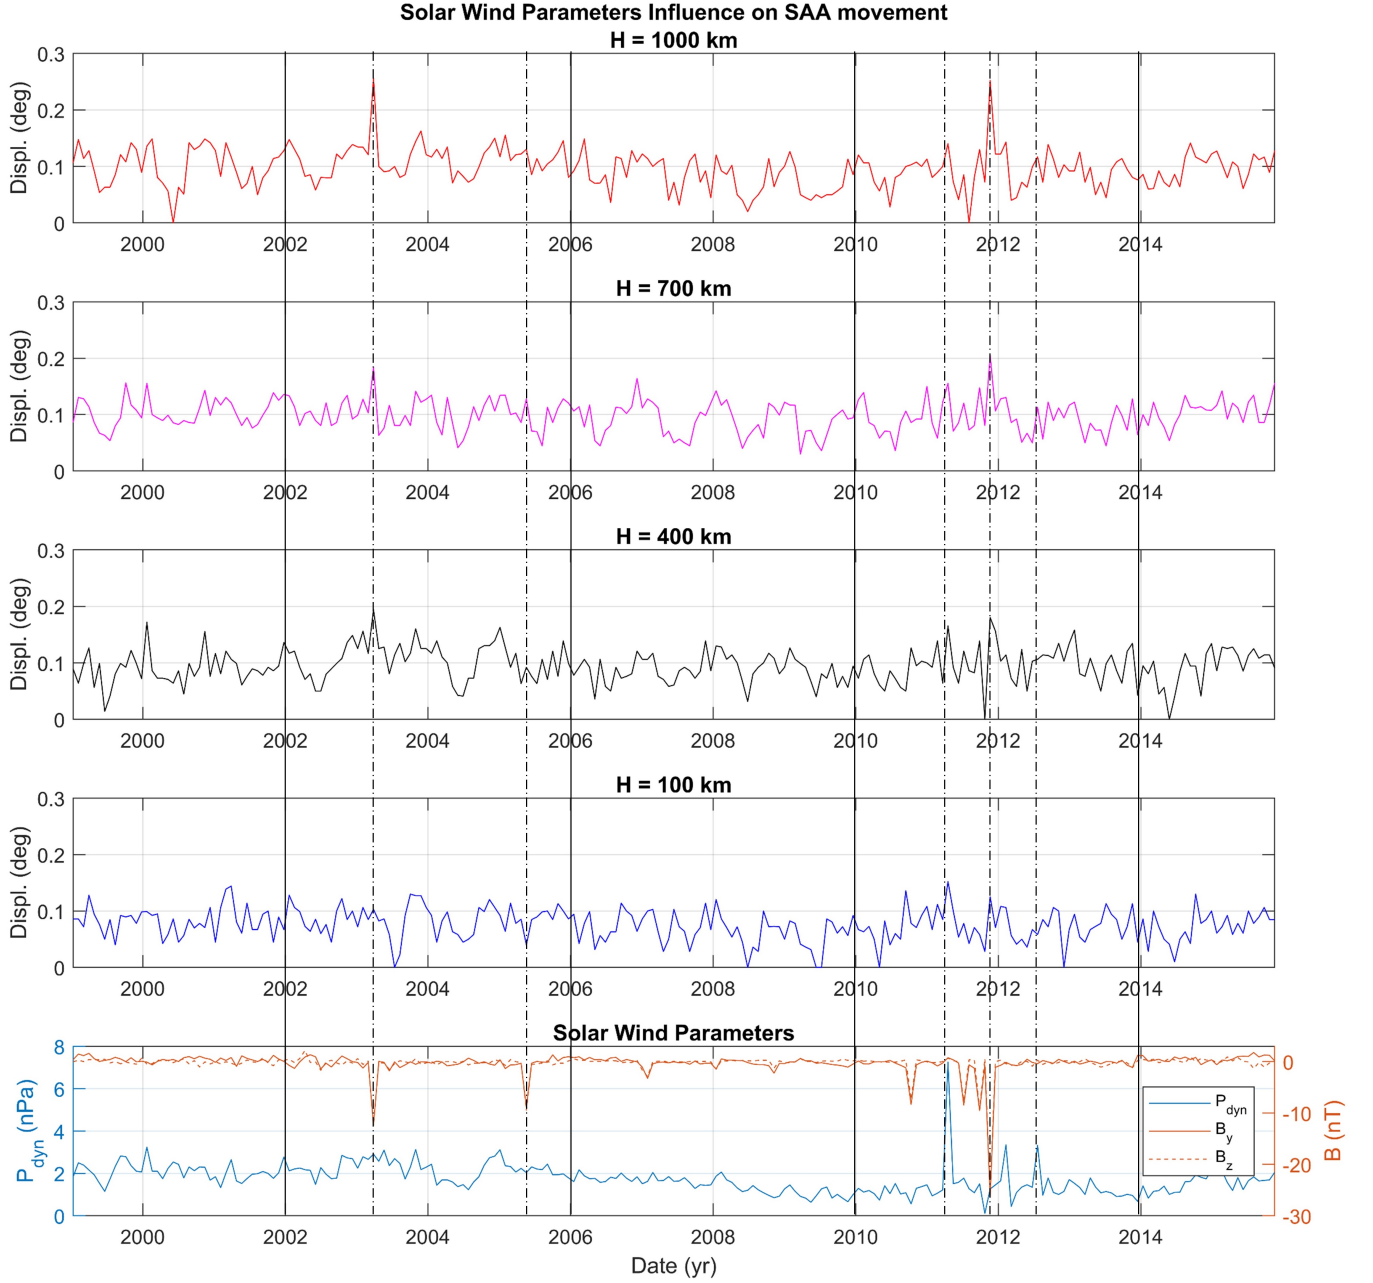 Solar Wind Parameters Influence on SAA movement
H = 1000 km
0.3
0.2
0.1
0
Displ. (deg)
2000 2002 2004 2006 2008 2010 2012 2014
H = 700 km
0.3
0.2
0.1
0
Displ. (deg)
2000 2002 2004 2006 2008 2010 2012 2014
H = 400 km
0.3
0.2
0.1
0
Displ. (deg)
2000 2002 2004 2006 2008 2010 2012 2014
H = 100 km
0.3
0.2
0.1
0
Displ. (deg)
2000 2002 2004 2006 2008 2010 2012 2014
Solar Wind Parameters
8
6
4
2
0
P_dyn (nPa)
0
-10
-20
-30
B (nT)
P_dyn
B_y
B_z
2000 2002 2004 2006 2008 2010 2012 2014
Date (yr)